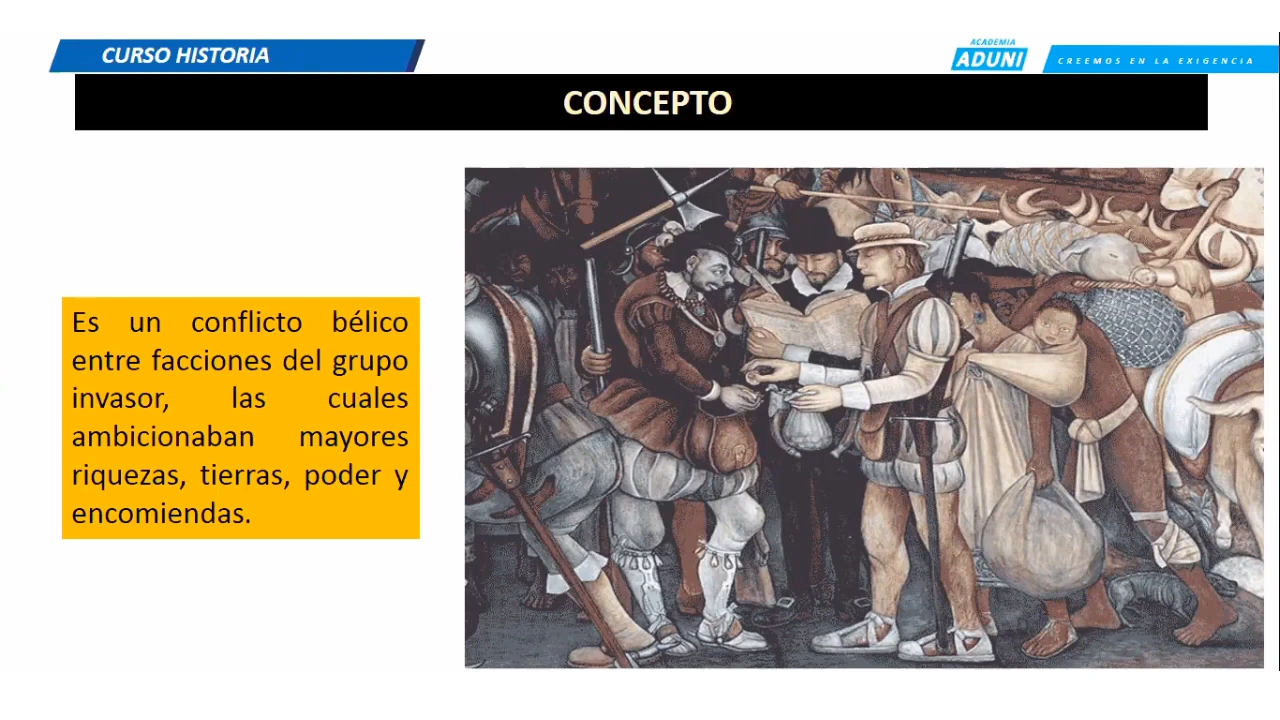 CURSO HISTORIA
ACADEMIA
ADUNI
CREEMOS EN LA EXIGENCIA
CONCEPTO
Es un conflicto bélico
entre facciones del grupo
invasor, las cuales
ambicionaban mayores
riquezas, tierras, poder y
encomiendas.